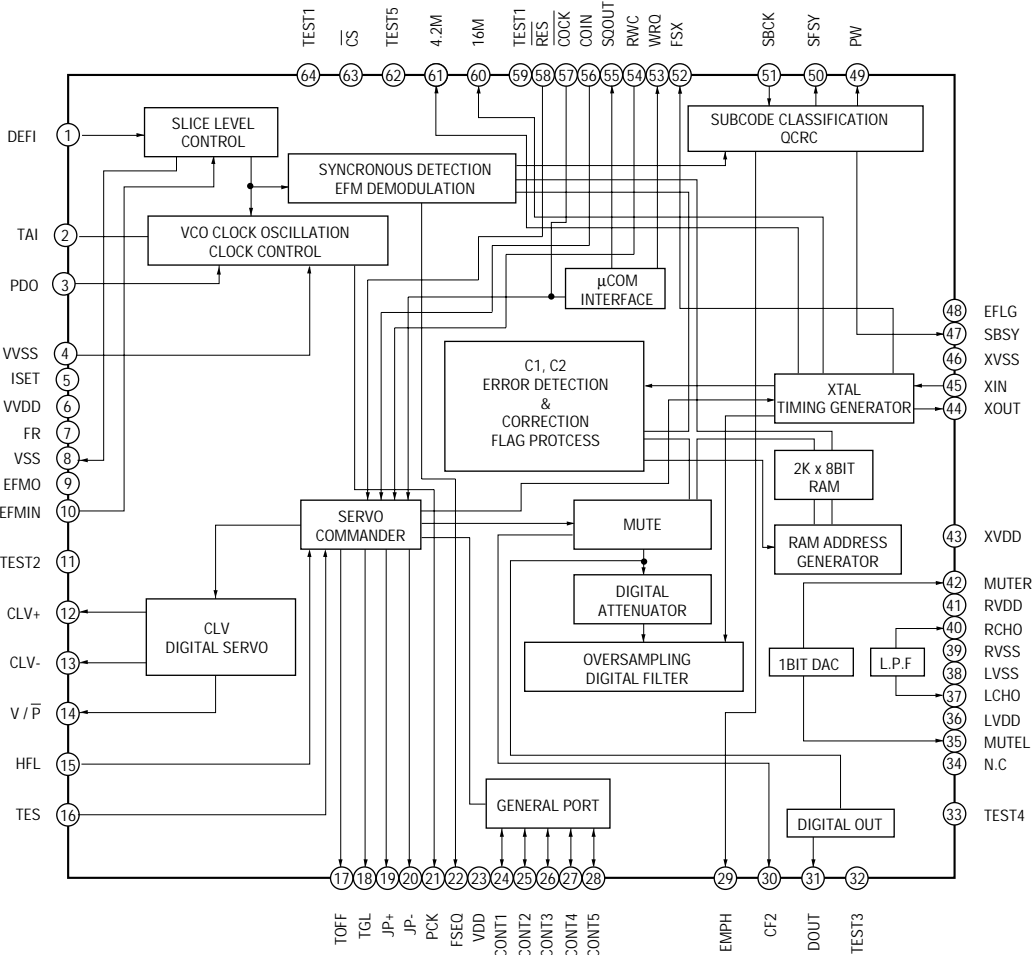 TEST1
C̅S̅
TEST5
4.2M
16M
TEST1
R̅E̅S̅
C̅O̅C̅K̅
COIN
SQOUT
RWC
WRQ
FSX
SBCK
SFSY
PW
64
63
62
61
60
59
58
57
56
55
54
53
52
51
50
49
DEFI
1
TAI
2
PDO
3
VVSS
4
ISET
5
VVDD
6
FR
7
VSS
8
EFMO
9
EFMIN
10
TEST2
11
CLV+
12
CLV-
13
V / P̅
14
HFL
15
TES
16
SLICE LEVEL
CONTROL
SYNCRONOUS DETECTION
EFM DEMODULATION
SUBCODE CLASSIFICATION
QCRC
VCO CLOCK OSCILLATION
CLOCK CONTROL
µCOM
INTERFACE
C1, C2
ERROR DETECTION
&
CORRECTION
FLAG PROTCESS
XTAL
TIMING GENERATOR
2K x 8BIT
RAM
RAM ADDRESS
GENERATOR
SERVO
COMMANDER
MUTE
DIGITAL
ATTENUATOR
CLV
DIGITAL SERVO
OVERSAMPLING
DIGITAL FILTER
1BIT DAC
L.P.F
GENERAL PORT
DIGITAL OUT
48
EFLG
47
SBSY
46
XVSS
45
XIN
44
XOUT
43
XVDD
42
MUTER
41
RVDD
40
RCHO
39
RVSS
38
LVSS
37
LCHO
36
LVDD
35
MUTEL
34
N.C
33
TEST4
17
18
19
20
21
22
23
24
25
26
27
28
29
30
31
32
TOFF
TGL
JP+
JP-
PCK
FSEQ
VDD
CONT1
CONT2
CONT3
CONT4
CONT5
EMPH
CF2
DOUT
TEST3